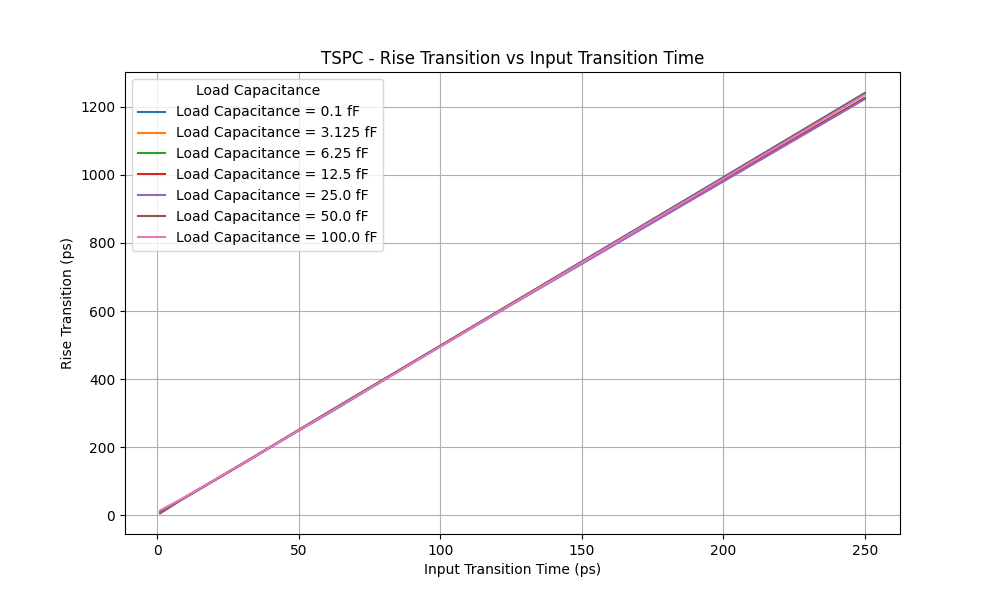 TSPC - Rise Transition vs Input Transition Time
Load Capacitance
Load Capacitance = 0.1 fF
Load Capacitance = 3.125 fF
Load Capacitance = 6.25 fF
Load Capacitance = 12.5 fF
Load Capacitance = 25.0 fF
Load Capacitance = 50.0 fF
Load Capacitance = 100.0 fF
Rise Transition (ps)
1200
1000
800
600
400
200
0
0 50 100 150 200 250
Input Transition Time (ps)